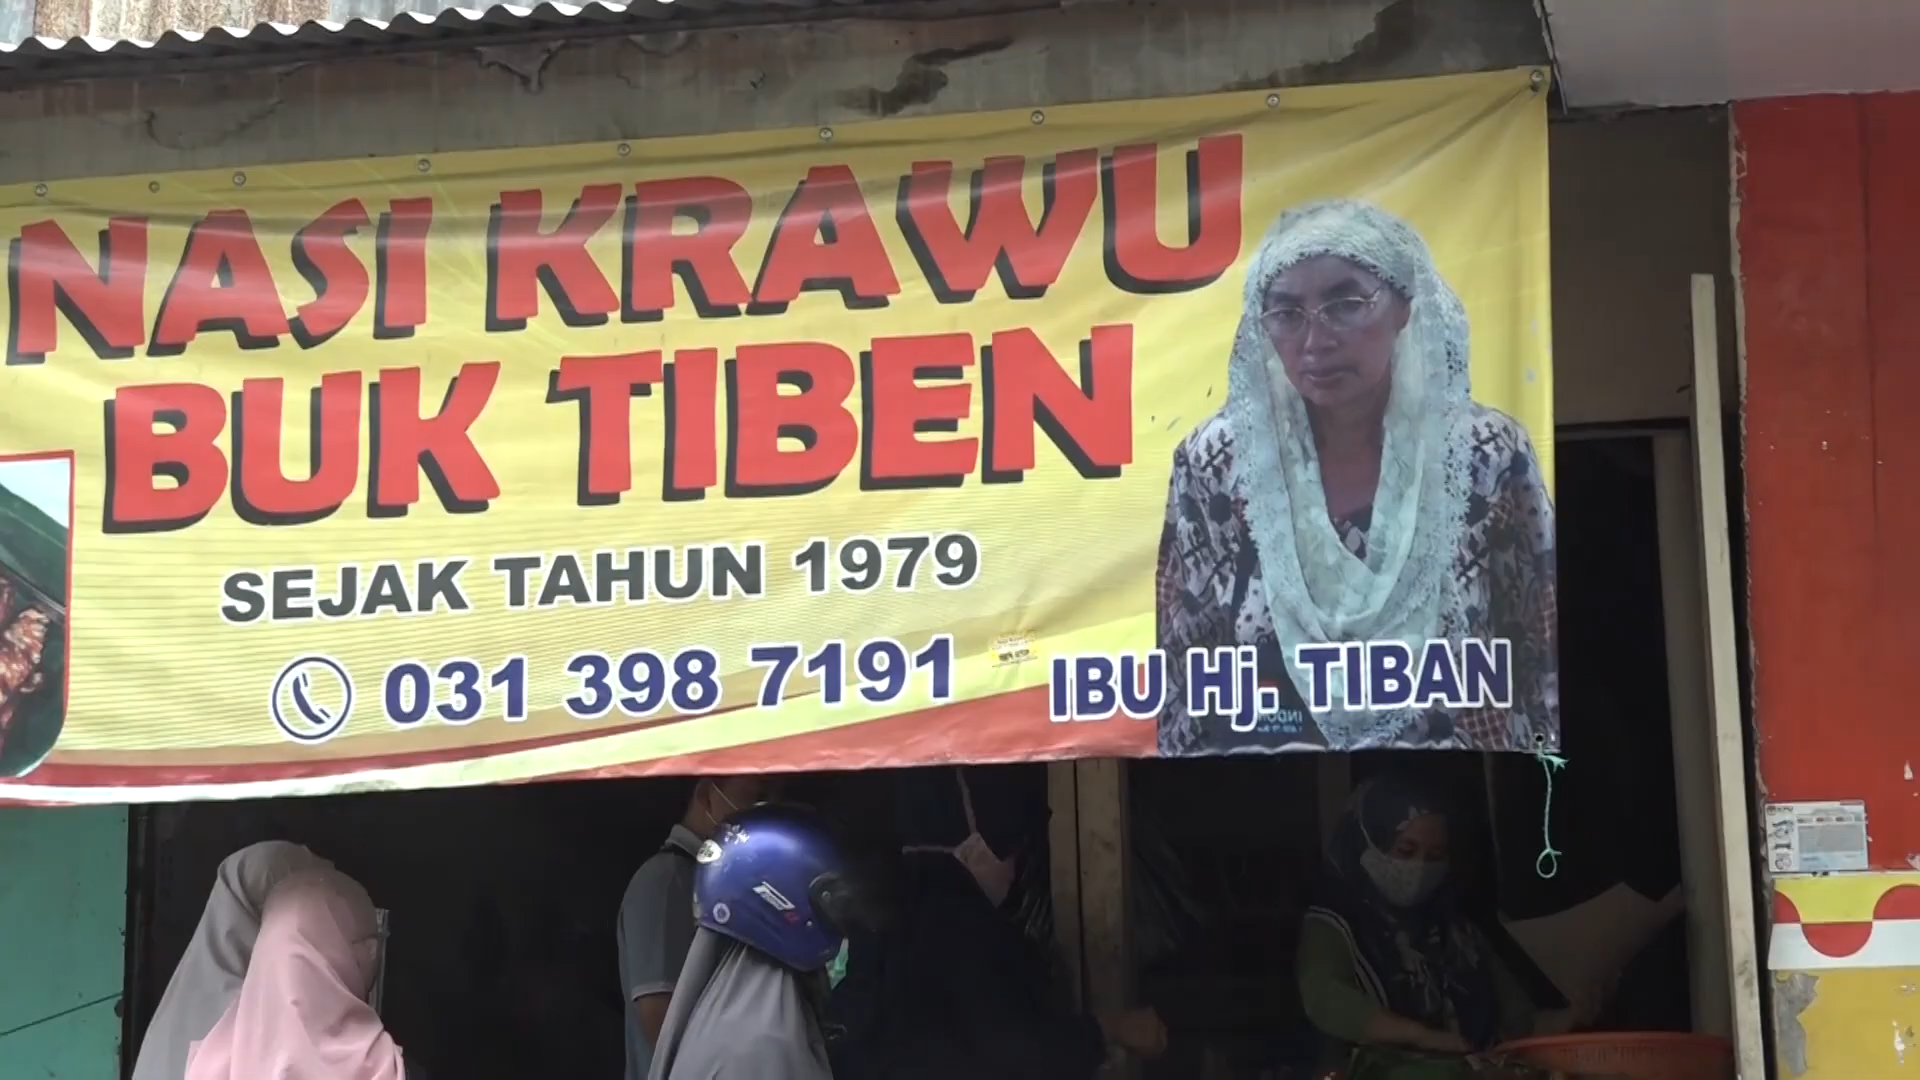 NASI KRAWU
BUK TIBEN
SEJAK TAHUN 1979
031 398 7191
IBU Hj. TIBAN